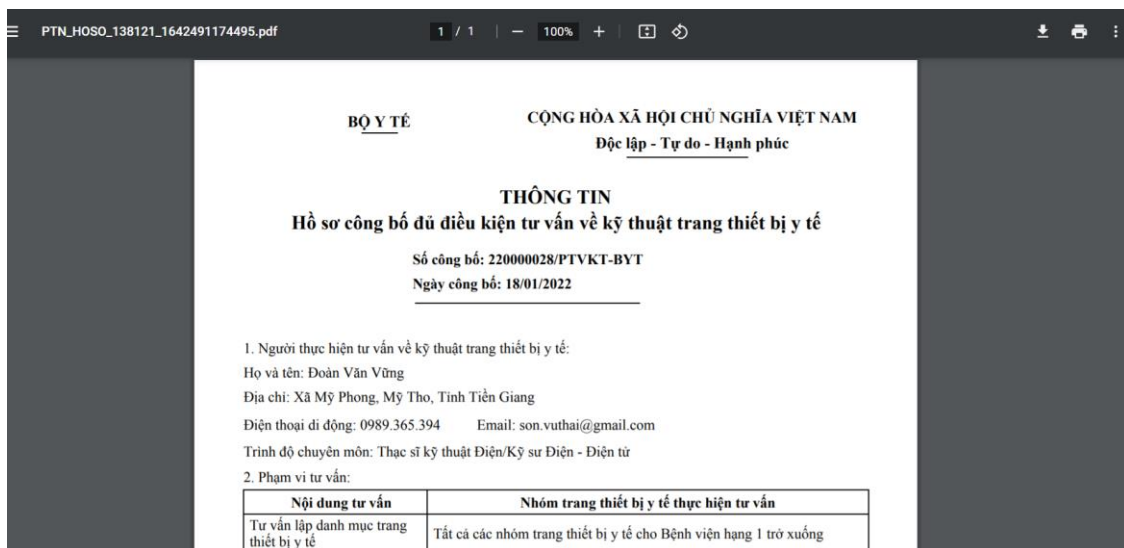 PTN_HOSO_138121_1642491174495.pdf
1 / 1
100%
BỘ Y TẾ
CỘNG HÒA XÃ HỘI CHỦ NGHĨA VIỆT NAM
Độc lập - Tự do - Hạnh phúc
THÔNG TIN
Hồ sơ công bố đủ điều kiện tư vấn về kỹ thuật trang thiết bị y tế
Số công bố: 220000028/PTVKT-BYT
Ngày công bố: 18/01/2022
1. Người thực hiện tư vấn về kỹ thuật trang thiết bị y tế:
Họ và tên: Đoàn Văn Vững
Địa chỉ: Xã Mỹ Phong, Mỹ Tho, Tỉnh Tiền Giang
Điện thoại di động: 0989.365.394 Email: son.vuthai@gmail.com
Trình độ chuyên môn: Thạc sĩ kỹ thuật Điện/Kỹ sư Điện - Điện tử
2. Phạm vi tư vấn:
Nội dung tư vấn
Nhóm trang thiết bị y tế thực hiện tư vấn
Tư vấn lập danh mục trang
thiết bị y tế
Tất cả các nhóm trang thiết bị y tế cho Bệnh viện hạng 1 trở xuống